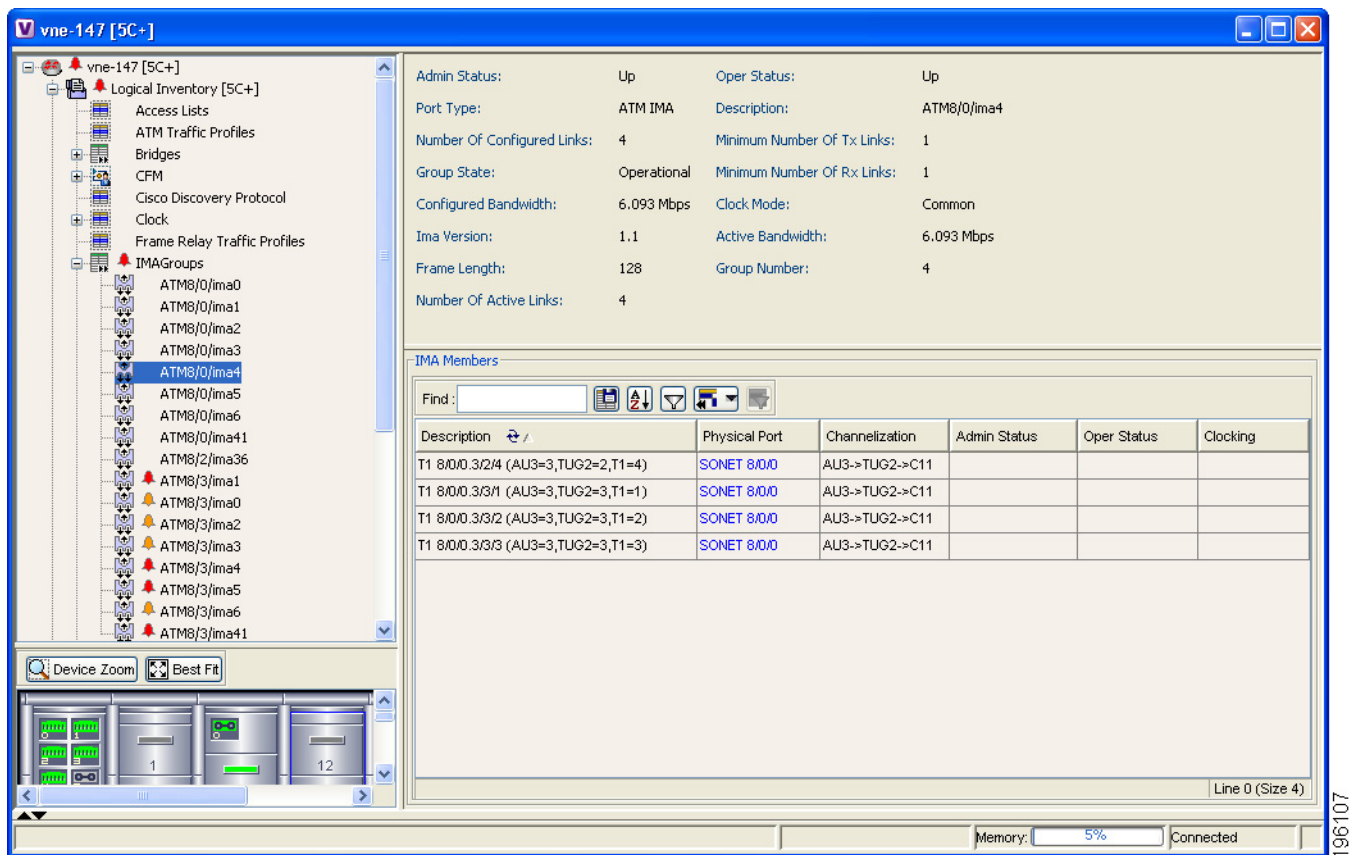 vne-147 [5C+]
vne-147 [5C+]
Logical Inventory [5C+]
Access Lists
ATM Traffic Profiles
Bridges
CFM
Cisco Discovery Protocol
Clock
Frame Relay Traffic Profiles
IMAGroups
ATM8/0/ima0
ATM8/0/ima1
ATM8/0/ima2
ATM8/0/ima3
ATM8/0/ima4
ATM8/0/ima5
ATM8/0/ima6
ATM8/0/ima41
ATM8/2/ima36
ATM8/3/ima1
ATM8/3/ima0
ATM8/3/ima2
ATM8/3/ima3
ATM8/3/ima4
ATM8/3/ima5
ATM8/3/ima6
ATM8/3/ima41
Device Zoom Best Fit
0 1
2 3
0
1
12
Admin Status: Up Oper Status: Up
Port Type: ATM IMA Description: ATM8/0/ima4
Number Of Configured Links: 4 Minimum Number Of Tx Links: 1
Group State: Operational Minimum Number Of Rx Links: 1
Configured Bandwidth: 6.093 Mbps Clock Mode: Common
Ima Version: 1.1 Active Bandwidth: 6.093 Mbps
Frame Length: 128 Group Number: 4
Number Of Active Links: 4
IMA Members
Find :
Description Physical Port Channelization Admin Status Oper Status Clocking
T1 8/0/0.3/2/4 (AU3=3,TUG2=2,T1=4) SONET 8/0/0 AU3->TUG2->C11
T1 8/0/0.3/3/1 (AU3=3,TUG2=3,T1=1) SONET 8/0/0 AU3->TUG2->C11
T1 8/0/0.3/3/2 (AU3=3,TUG2=3,T1=2) SONET 8/0/0 AU3->TUG2->C11
T1 8/0/0.3/3/3 (AU3=3,TUG2=3,T1=3) SONET 8/0/0 AU3->TUG2->C11
Line 0 (Size 4)
Memory: 5% Connected
196107